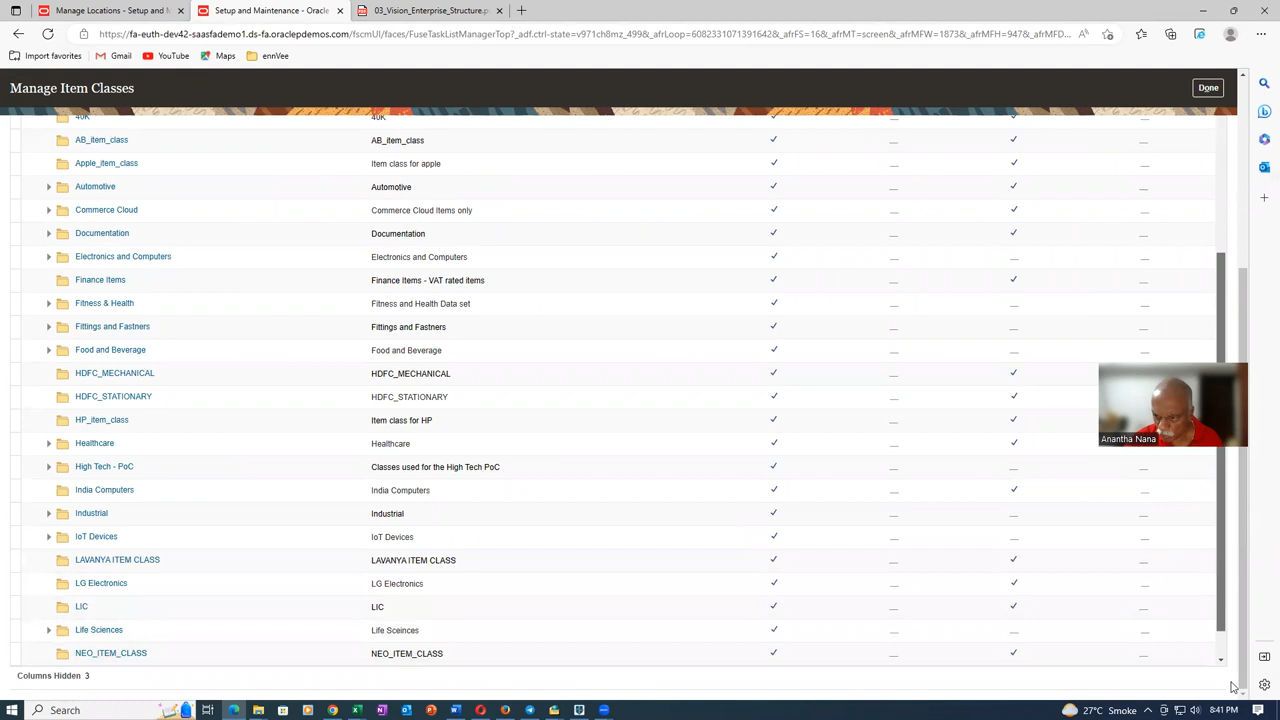 Manage Locations - Setup and M
Setup and Maintenance - Oracle
03_Vision_Enterprise_Structure.p
https://fa-euth-dev42-saasfademo1.ds-fa.oraclepdemos.com/fscmUI/faces/FuseTaskListManagerTop?_adf.ctrl-state=v971ch8mz_499&_afrLoop=60823310713916428&_afrFS=16&_afrMT=screen&_afrMFW=1873&_afrMFH=947&_afrMFD...
Import favorites
Gmail
YouTube
Maps
ennVee
Manage Item Classes
Done
40K 40K
AB_item_class AB_item_class
Apple_item_class Item class for apple
Automotive Automotive
Commerce Cloud Commerce Cloud Items only
Documentation Documentation
Electronics and Computers Electronics and Computers
Finance Items Finance Items - VAT rated items
Fitness & Health Fitness and Health Data set
Fittings and Fastners Fittings and Fastners
Food and Beverage Food and Beverage
HDFC_MECHANICAL HDFC_MECHANICAL
HDFC_STATIONARY HDFC_STATIONARY
HP_item_class Item class for HP
Anantha Nana
Healthcare Healthcare
High Tech - PoC Classes used for the High Tech PoC
India Computers India Computers
Industrial Industrial
IoT Devices IoT Devices
LAVANYA ITEM CLASS LAVANYA ITEM CLASS
LG Electronics LG Electronics
LIC LIC
Life Sciences Life Sceinces
NEO_ITEM_CLASS NEO_ITEM_CLASS
Columns Hidden 3
Search
27°C Smoke
8:41 PM